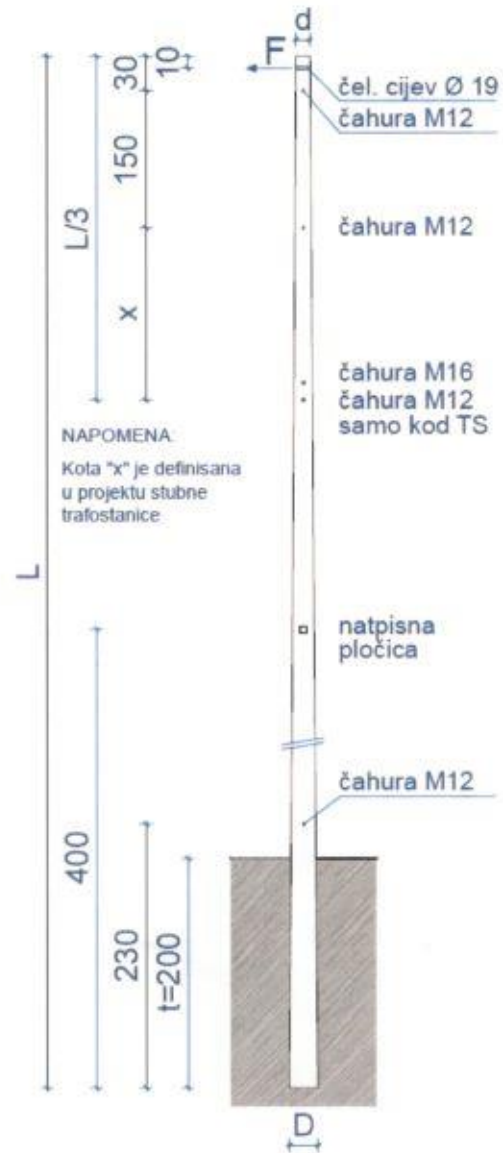 d
F
30
10
čel. cijev Ø 19
čahura M12
150
L/3
čahura M12
x
čahura M16
čahura M12
samo kod TS
NAPOMENA:
Kota "x" je definisana
u projektu stubne
trafostanice
L
natpisna
pločica
čahura M12
400
230
t=200
D